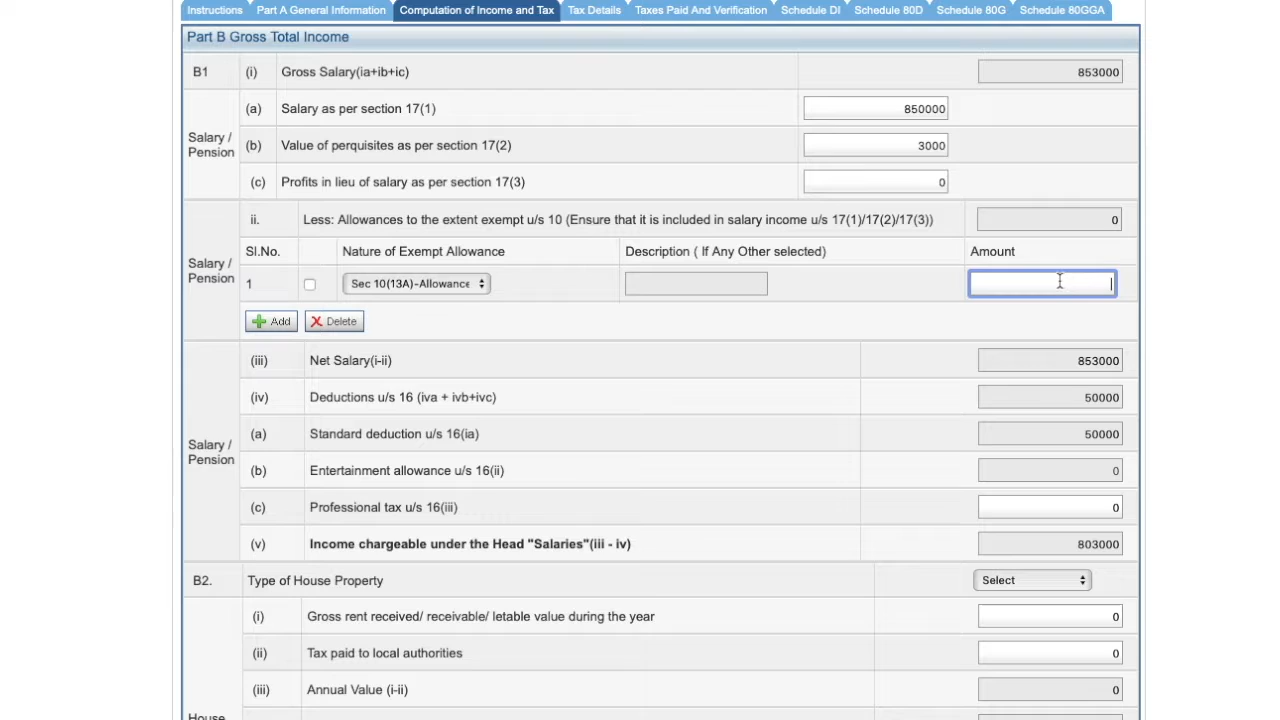 Instructions
Part A General Information
Computation of Income and Tax
Tax Details
Taxes Paid And Verification
Schedule DI
Schedule 80D
Schedule 80G
Schedule 80GGA
Part B Gross Total Income
B1 (i) Gross Salary(ia+ib+ic) 853000
Salary / Pension
(a) Salary as per section 17(1) 850000
(b) Value of perquisites as per section 17(2) 3000
(c) Profits in lieu of salary as per section 17(3) 0
Salary / Pension
ii. Less: Allowances to the extent exempt u/s 10 (Ensure that it is included in salary income u/s 17(1)/17(2)/17(3)) 0
Sl.No. Nature of Exempt Allowance Description ( If Any Other selected) Amount
1 Sec 10(13A)-Allowance
Add Delete
Salary / Pension
(iii) Net Salary(i-ii) 853000
(iv) Deductions u/s 16 (iva + ivb+ivc) 50000
(a) Standard deduction u/s 16(ia) 50000
(b) Entertainment allowance u/s 16(ii) 0
(c) Professional tax u/s 16(iii) 0
(v) Income chargeable under the Head "Salaries"(iii - iv) 803000
B2. Type of House Property Select
(i) Gross rent received/ receivable/ letable value during the year 0
(ii) Tax paid to local authorities 0
(iii) Annual Value (i-ii) 0
House